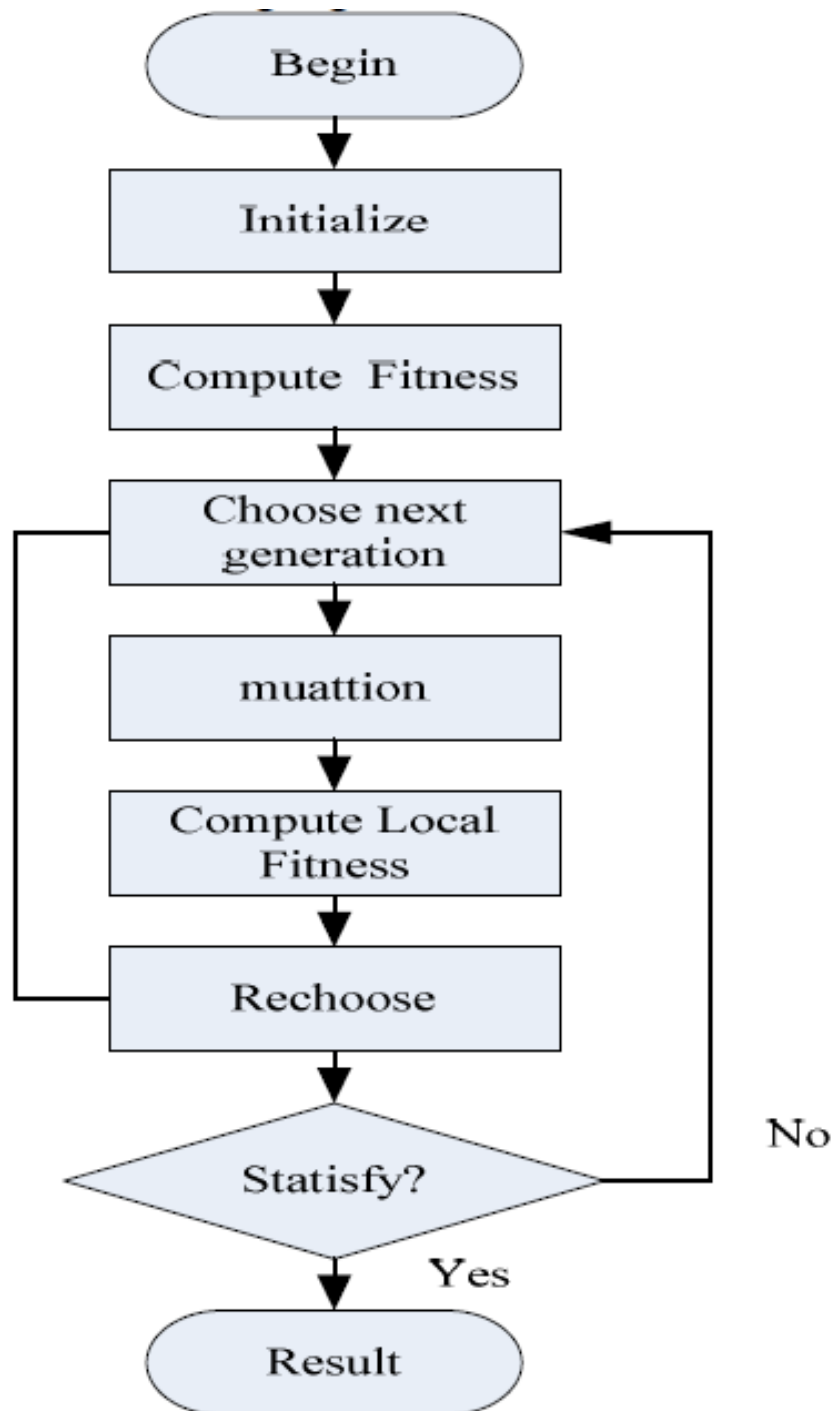 Begin
Initialize
Compute Fitness
Choose next
generation
muattion
Compute Local
Fitness
Rechoose
Statisfy?
No
Yes
Result